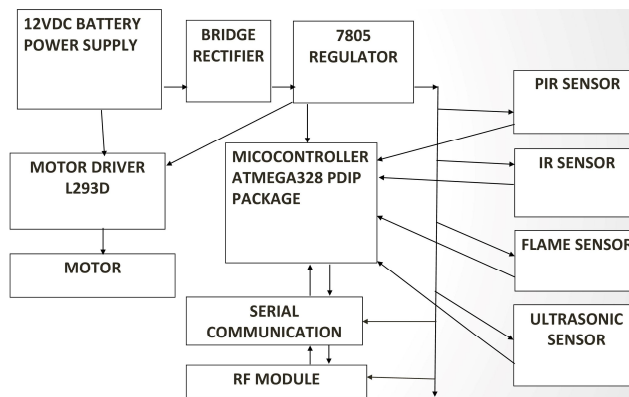 12VDC BATTERY
POWER SUPPLY
BRIDGE
RECTIFIER
7805
REGULATOR
PIR SENSOR
MOTOR DRIVER
L293D
MICOCONTROLLER
ATMEGA328 PDIP
PACKAGE
IR SENSOR
MOTOR
FLAME SENSOR
SERIAL
COMMUNICATION
ULTRASONIC
SENSOR
RF MODULE